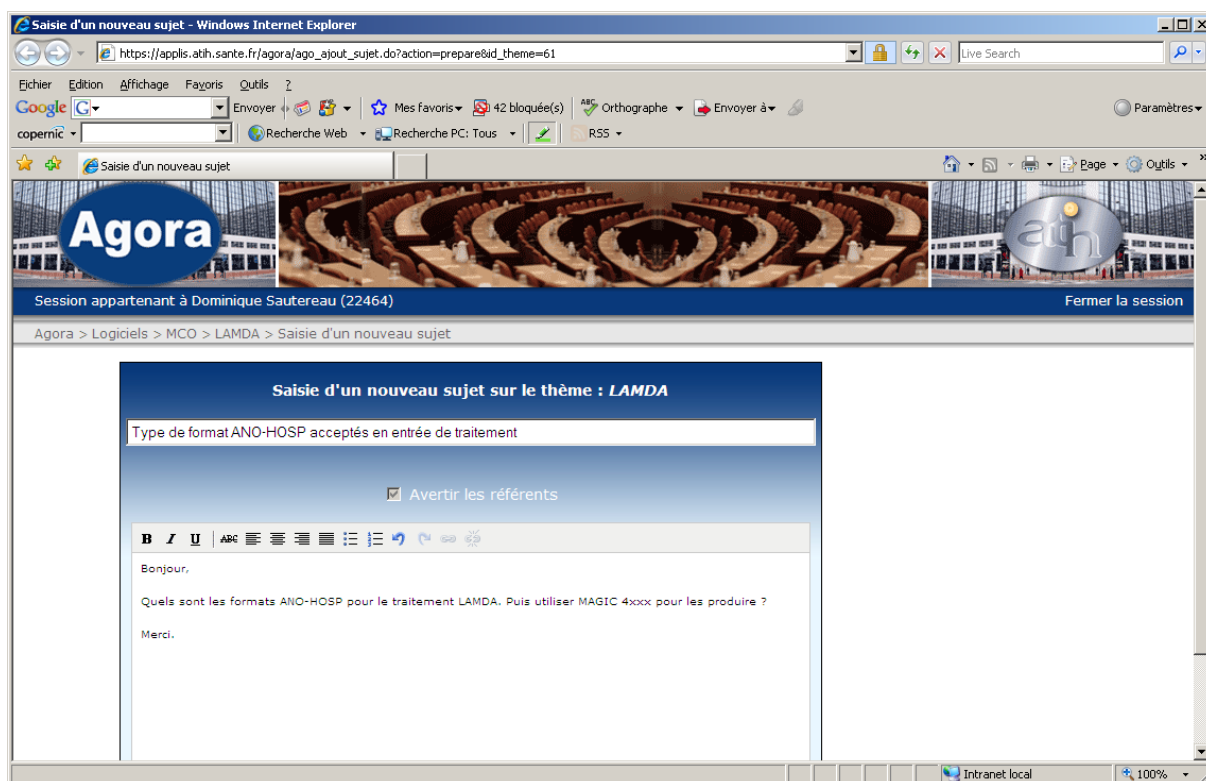 Saisie d'un nouveau sujet - Windows Internet Explorer
https://applis.atih.sante.fr/agora/ago_ajout_sujet.do?action=prepare&id_theme=61
Live Search
Fichier Edition Affichage Favoris Outils ?
Google G Envoyer Mes favoris 42 bloquée(s) ABC Orthographe Envoyer à Paramètres
copernic Recherche Web Recherche PC: Tous RSS
Saisie d'un nouveau sujet Page Outils »
Agora
atih
Session appartenant à Dominique Sautereau (22464) Fermer la session
Agora > Logiciels > MCO > LAMDA > Saisie d'un nouveau sujet
Saisie d'un nouveau sujet sur le thème : LAMDA
Type de format ANO-HOSP acceptés en entrée de traitement
Avertir les référents
B I U ABC
Bonjour,
Quels sont les formats ANO-HOSP pour le traitement LAMDA. Puis utiliser MAGIC 4xxx pour les produire ?
Merci.
Intranet local 100%